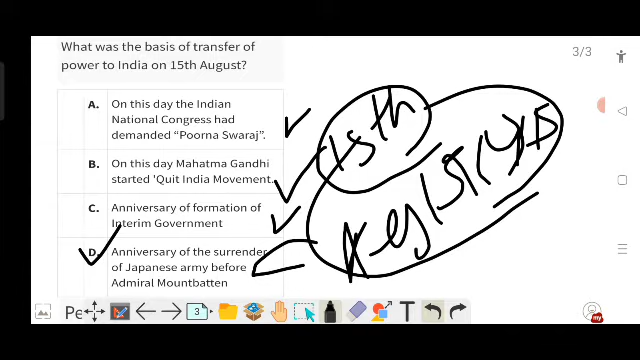 What was the basis of transfer of
power to India on 15th August?
3/3
A. On this day the Indian
National Congress had
demanded “Poorna Swaraj”.
B. On this day Mahatma Gandhi
started 'Quit India Movement.
C. Anniversary of formation of
Interim Government
D. Anniversary of the surrender
of Japanese army before
Admiral Mountbatten
15th
Pe
3
T
my